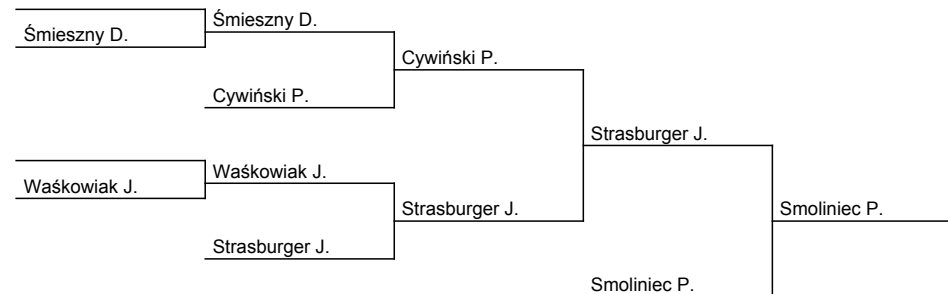 Śmieszny D.
Śmieszny D.
Cywiński P.
Cywiński P.
Strasburger J.
Waśkowiak J.
Waśkowiak J.
Strasburger J.
Smoliniec P.
Strasburger J.
Smoliniec P.